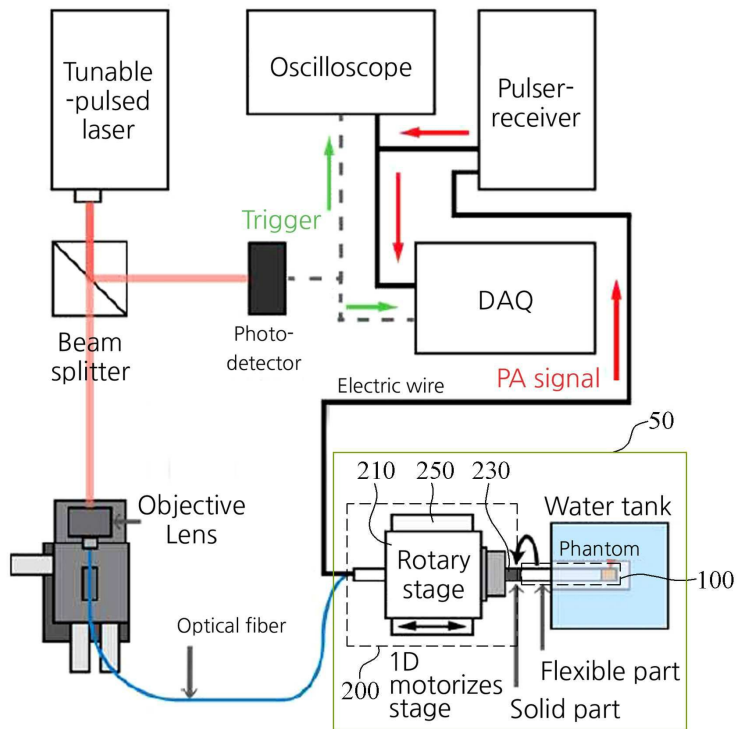 Tunable
-pulsed
laser
Oscilloscope
Pulser-
receiver
Trigger
DAQ
Beam
splitter
Photo-
detector
PA signal
Electric wire
50
210
250
230
Objective
Lens
Water tank
Rotary
stage
Phantom
100
Optical fiber
200
1D
motorizes
stage
Flexible part
Solid part